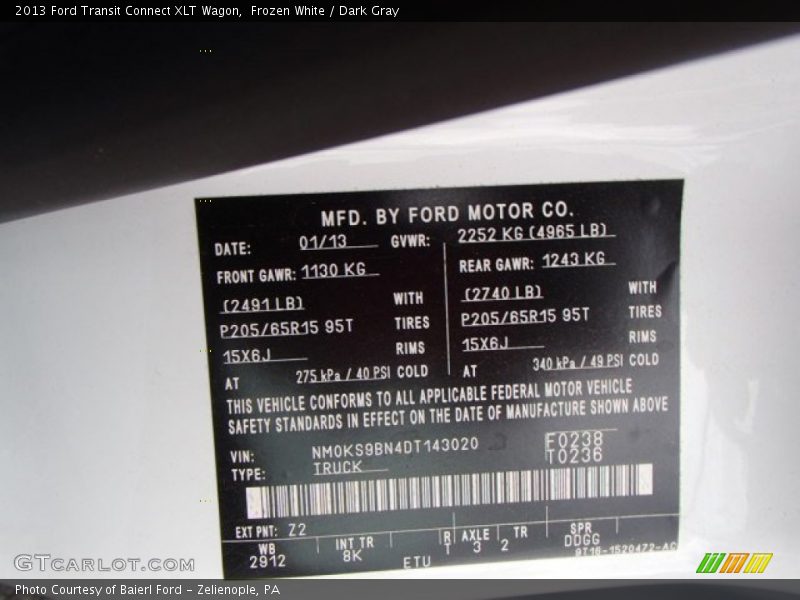 2013 Ford Transit Connect XLT Wagon,  Frozen White / Dark Gray
MFD. BY FORD MOTOR CO.
DATE: 01/13 GVWR: 2252 KG (4965 LB)
FRONT GAWR: 1130 KG REAR GAWR: 1243 KG
(2491 LB) WITH (2740 LB) WITH
P205/65R15 95T TIRES P205/65R15 95T TIRES
15X6J RIMS 15X6J RIMS
AT 275 kPa / 40 PSI COLD AT 340 kPa / 49 PSI COLD
THIS VEHICLE CONFORMS TO ALL APPLICABLE FEDERAL MOTOR VEHICLE
SAFETY STANDARDS IN EFFECT ON THE DATE OF MANUFACTURE SHOWN ABOVE
VIN: NM0KS9BN4DT143020 F0238
TYPE: TRUCK T0236
EXT PNT: Z2
WB INT TR R AXLE TR SPR
2912 8K T 3 2 DDGG
ETU 9T16-1520472-AC
GTCarlot.com
Photo Courtesy of Baierl Ford - Zelienople, PA